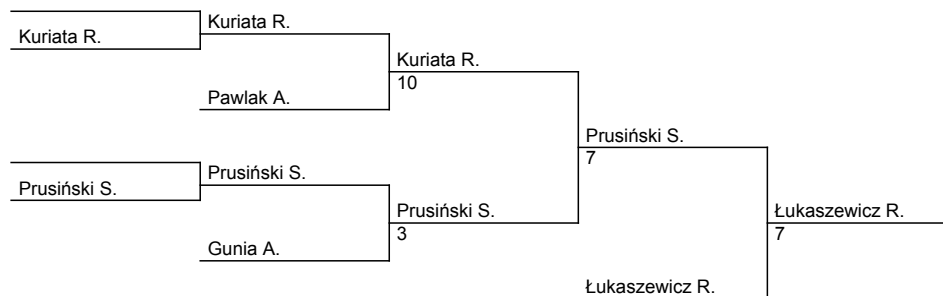 Kuriata R.
Kuriata R.
Kuriata R.
10
Pawlak A.
Prusiński S.
7
Prusiński S.
Prusiński S.
Prusiński S.
3
Łukaszewicz R.
7
Gunia A.
Łukaszewicz R.